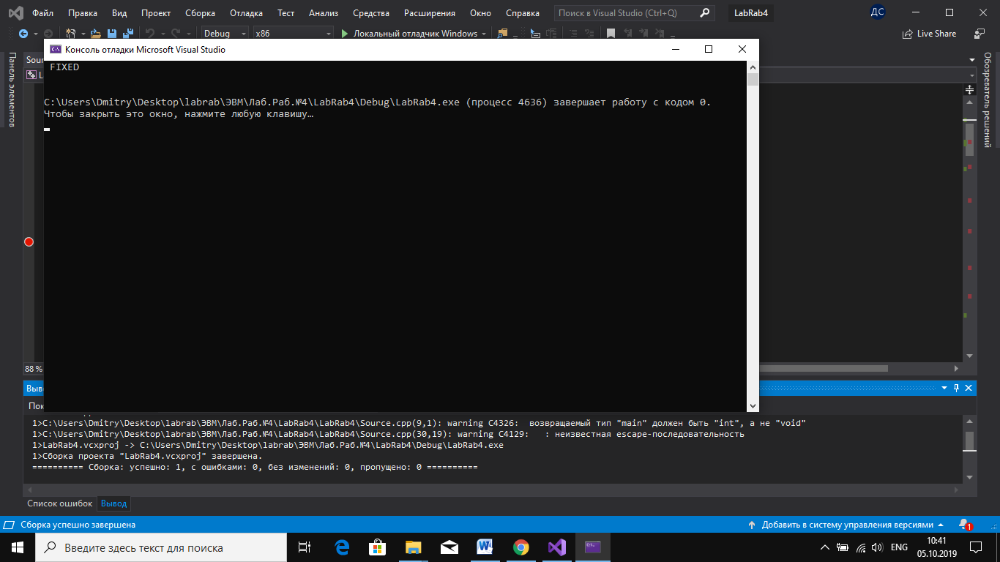 Файл Правка Вид Проект Сборка Отладка Тест Анализ Средства Расширения Окно Справка Поиск в Visual Studio (Ctrl+Q) LabRab4 ДС
Debug x86 Локальный отладчик Windows Live Share
Панель элементов
Обозреватель решений
Консоль отладки Microsoft Visual Studio
FIXED
C:\Users\Dmitry\Desktop\labrab\ЭВМ\Лаб.Раб.№4\LabRab4\Debug\LabRab4.exe (процесс 4636) завершает работу с кодом 0.
Чтобы закрыть это окно, нажмите любую клавишу…
88 %
1>C:\Users\Dmitry\Desktop\labrab\ЭВМ\Лаб.Раб.№4\LabRab4\LabRab4\Source.cpp(9,1): warning C4326: возвращаемый тип "main" должен быть "int", а не "void"
1>C:\Users\Dmitry\Desktop\labrab\ЭВМ\Лаб.Раб.№4\LabRab4\LabRab4\Source.cpp(30,19): warning C4129: : неизвестная escape-последовательность
1>LabRab4.vcxproj -> C:\Users\Dmitry\Desktop\labrab\ЭВМ\Лаб.Раб.№4\LabRab4\Debug\LabRab4.exe
1>Сборка проекта "LabRab4.vcxproj" завершена.
========== Сборка: успешно: 1, с ошибками: 0, без изменений: 0, пропущено: 0 ==========
Список ошибок Вывод
Сборка успешно завершена Добавить в систему управления версиями 1
Введите здесь текст для поиска ENG 10:41
05.10.2019